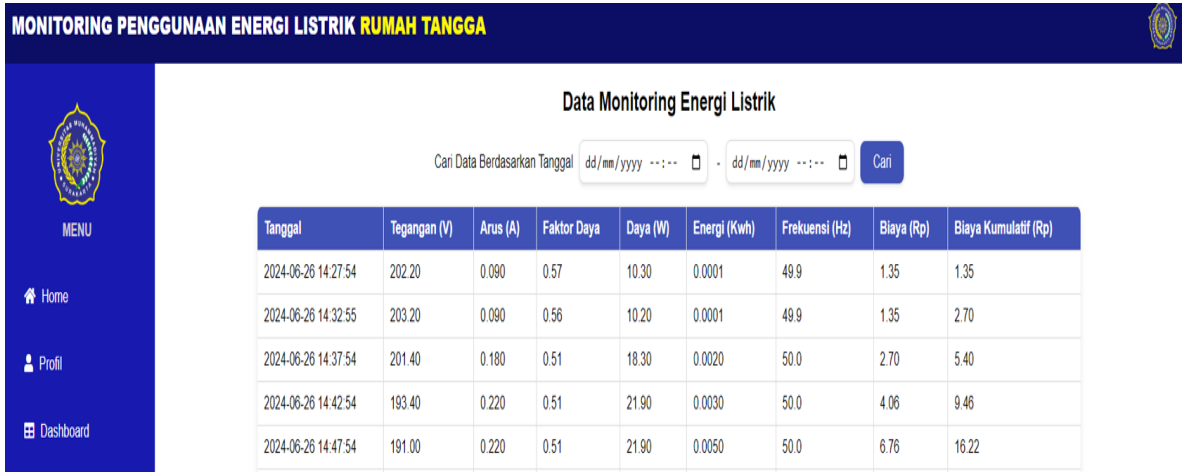 MONITORING PENGGUNAAN ENERGI LISTRIK RUMAH TANGGA
MENU
Home
Profil
Dashboard
Data Monitoring Energi Listrik
Cari Data Berdasarkan Tanggal dd/mm/yyyy --:-- - dd/mm/yyyy --:-- Cari
Tanggal Tegangan (V) Arus (A) Faktor Daya Daya (W) Energi (Kwh) Frekuensi (Hz) Biaya (Rp) Biaya Kumulatif (Rp)
2024-06-26 14:27:54 202.20 0.090 0.57 10.30 0.0001 49.9 1.35 1.35
2024-06-26 14:32:55 203.20 0.090 0.56 10.20 0.0001 49.9 1.35 2.70
2024-06-26 14:37:54 201.40 0.180 0.51 18.30 0.0020 50.0 2.70 5.40
2024-06-26 14:42:54 193.40 0.220 0.51 21.90 0.0030 50.0 4.06 9.46
2024-06-26 14:47:54 191.00 0.220 0.51 21.90 0.0050 50.0 6.76 16.22